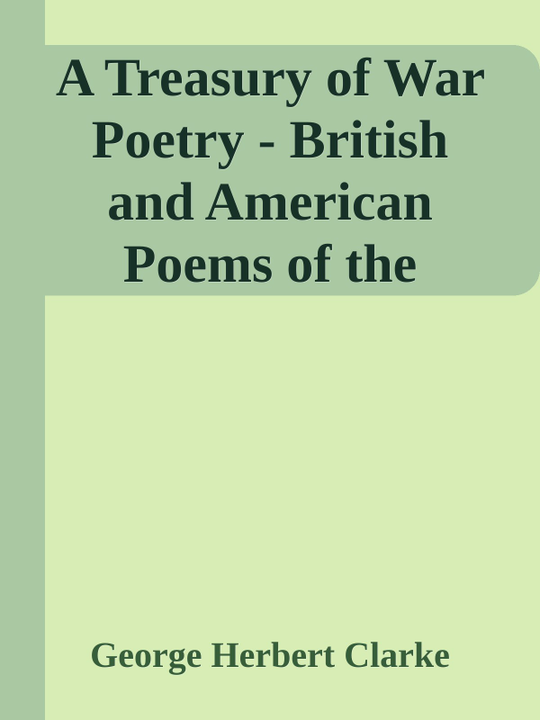 A Treasury of War
Poetry - British
and American
Poems of the
George Herbert Clarke